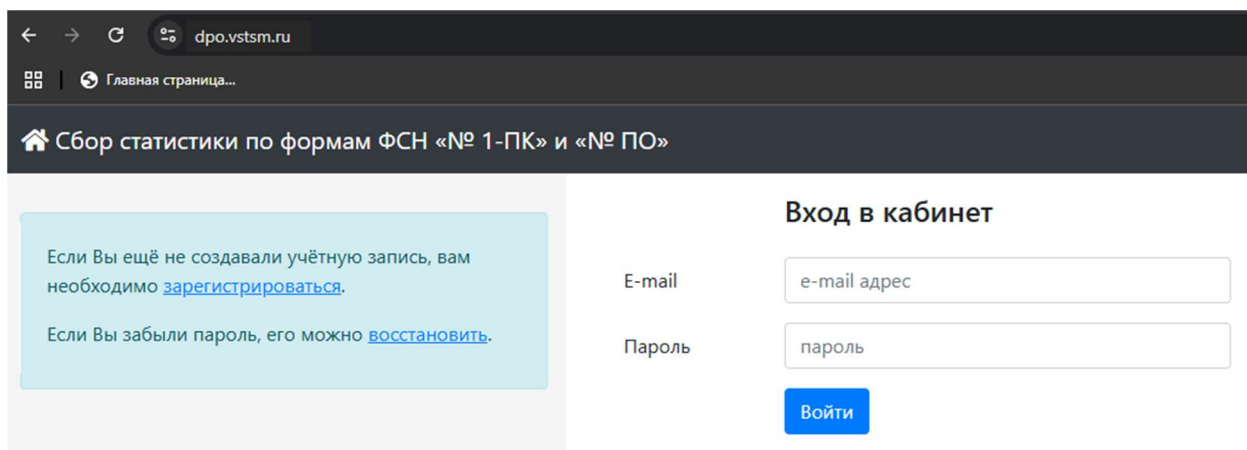 dpo.vstsm.ru
Главная страница...
Сбор статистики по формам ФСН «№ 1-ПК» и «№ ПО»
Если Вы ещё не создавали учётную запись, вам
необходимо зарегистрироваться.
Если Вы забыли пароль, его можно восстановить.
Вход в кабинет
E-mail
e-mail адрес
Пароль
пароль
Войти